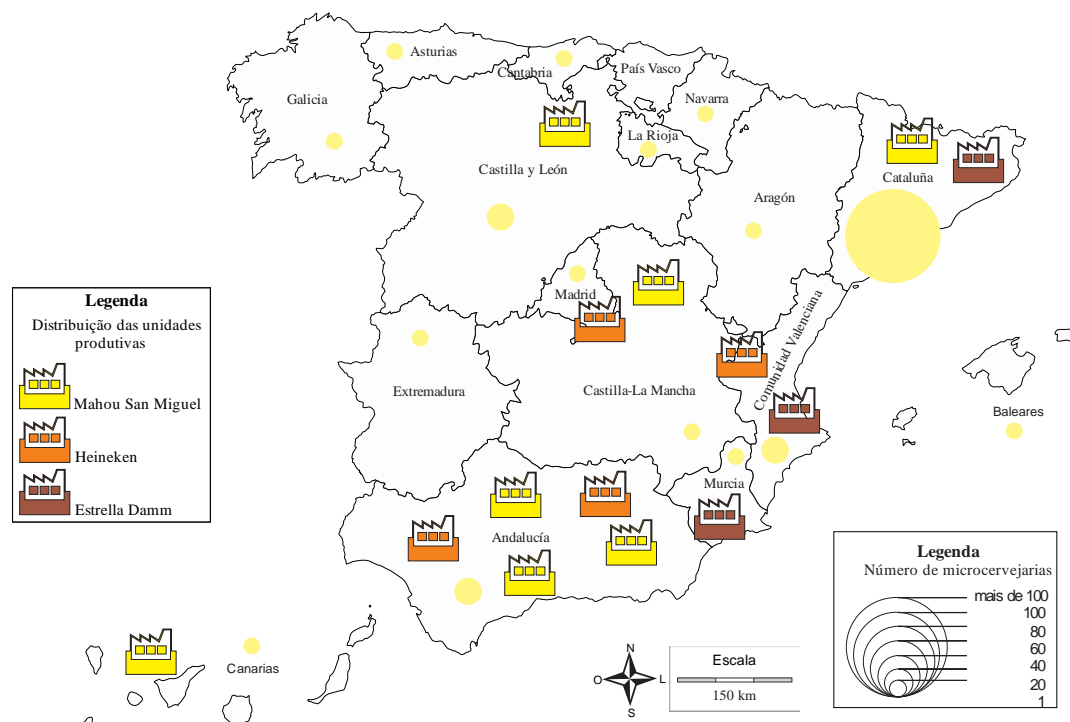 Asturias
Cantabria
País Vasco
Galicia
Navarra
La Rioja
Castilla y León
Cataluña
Aragón
Madrid
Comunidad Valenciana
Extremadura
Castilla-La Mancha
Baleares
Murcia
Andalucía
Canarias
Legenda
Distribuição das unidades
produtivas
Mahou San Miguel
Heineken
Estrella Damm
N
O
L
S
Escala
150 km
Legenda
Número de microcervejarias
mais de 100
100
80
60
40
20
1